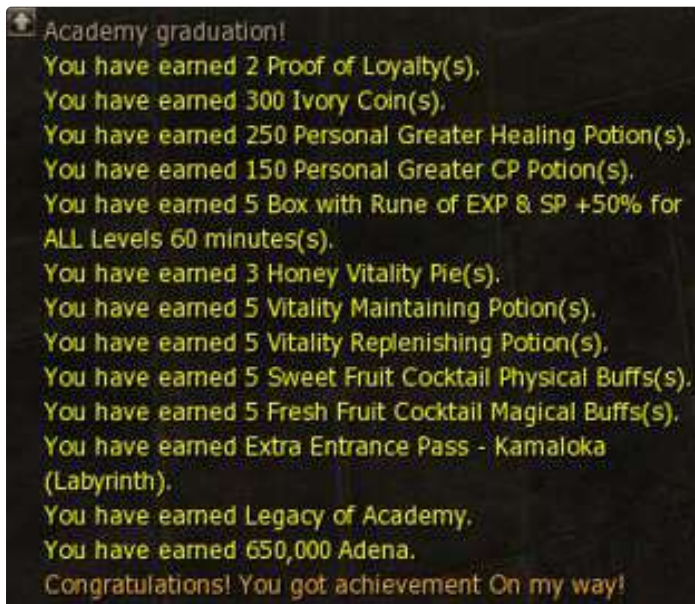 Academy graduation!
You have earned 2 Proof of Loyalty(s).
You have earned 300 Ivory Coin(s).
You have earned 250 Personal Greater Healing Potion(s).
You have earned 150 Personal Greater CP Potion(s).
You have earned 5 Box with Rune of EXP & SP +50% for
ALL Levels 60 minutes(s).
You have earned 3 Honey Vitality Pie(s).
You have earned 5 Vitality Maintaining Potion(s).
You have earned 5 Vitality Replenishing Potion(s).
You have earned 5 Sweet Fruit Cocktail Physical Buffs(s).
You have earned 5 Fresh Fruit Cocktail Magical Buffs(s).
You have earned Extra Entrance Pass - Kamaloka
(Labyrinth).
You have earned Legacy of Academy.
You have earned 650,000 Adena.
Congratulations! You got achievement On my way!